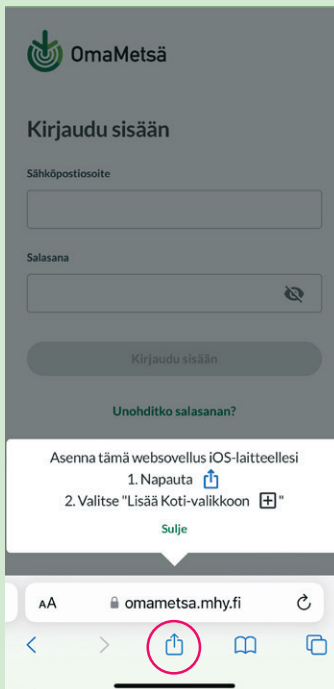 OmaMetsä
Kirjaudu sisään
Sähköpostiosoite
Salasana
Kirjaudu sisään
Unohditko salasanan?
Asenna tämä websovellus iOS-laitteellesi
1. Napauta
2. Valitse "Lisää Koti-valikkoon "
Sulje
AA omametsa.mhy.fi